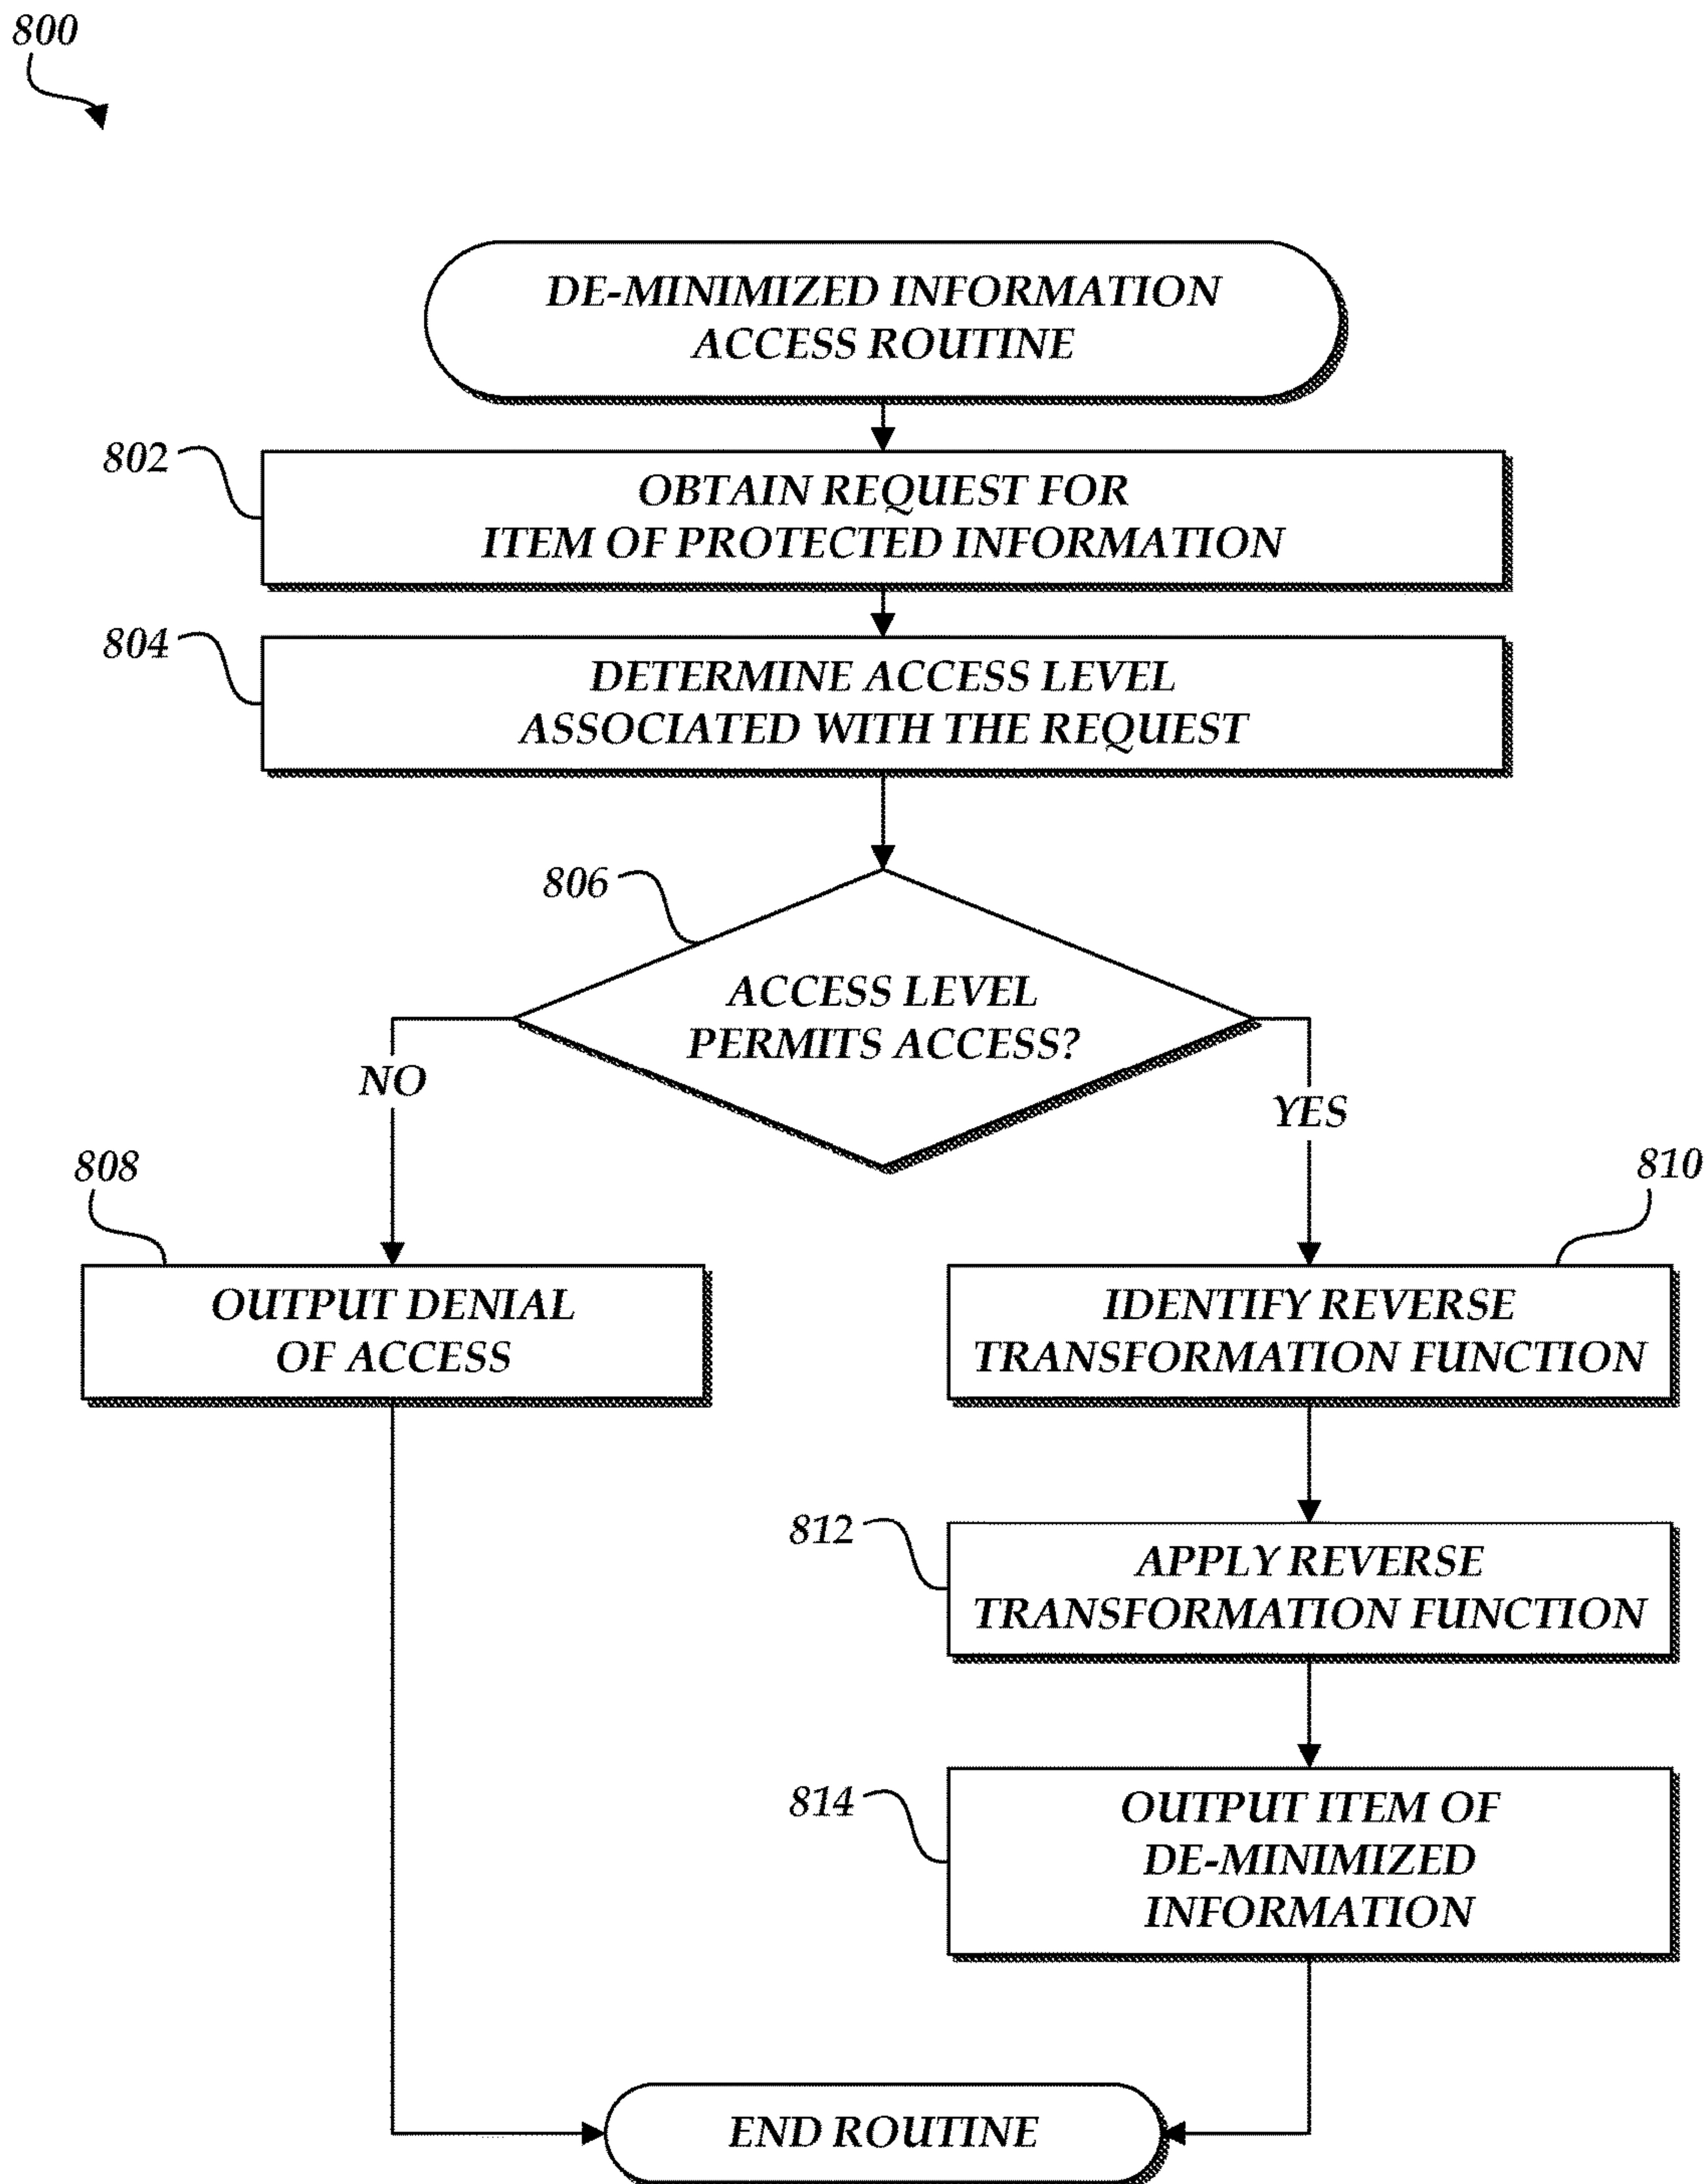 800
DE-MINIMIZED INFORMATION
ACCESS ROUTINE
802
OBTAIN REQUEST FOR
ITEM OF PROTECTED INFORMATION
804
DETERMINE ACCESS LEVEL
ASSOCIATED WITH THE REQUEST
806
ACCESS LEVEL
PERMITS ACCESS?
NO
YES
808
OUTPUT DENIAL
OF ACCESS
810
IDENTIFY REVERSE
TRANSFORMATION FUNCTION
812
APPLY REVERSE
TRANSFORMATION FUNCTION
814
OUTPUT ITEM OF
DE-MINIMIZED
INFORMATION
END ROUTINE